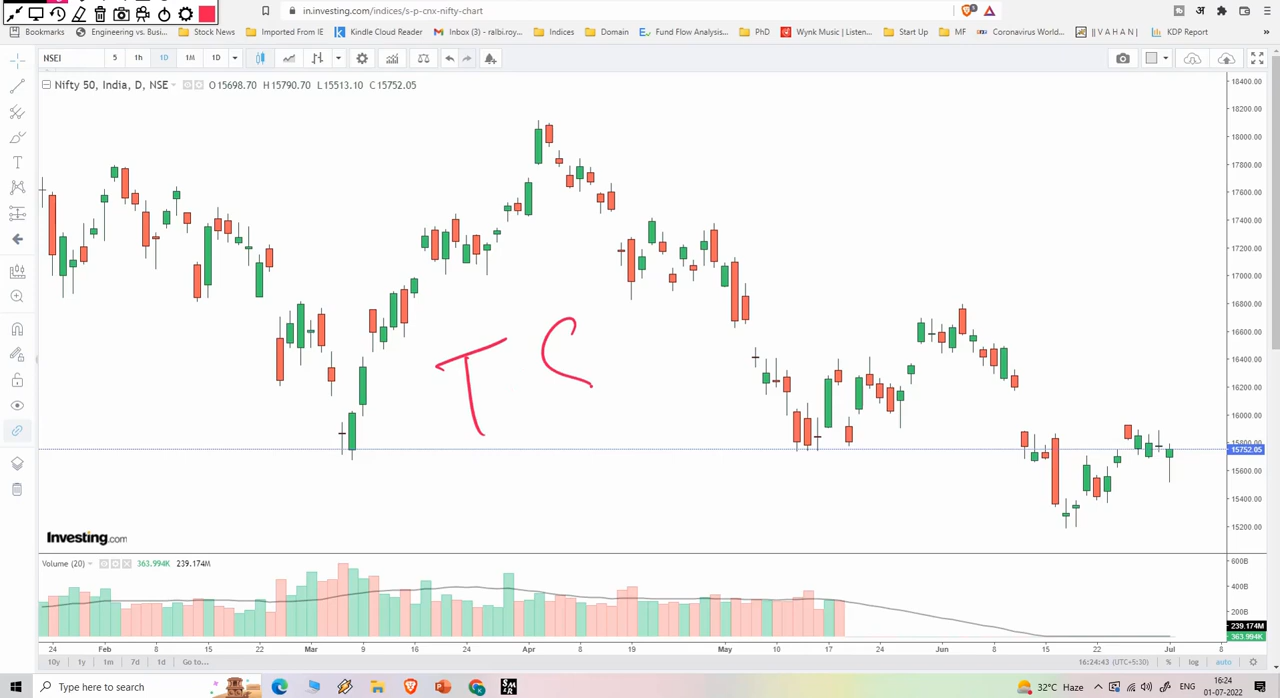 in.investing.com/indices/s-p-cnx-nifty-chart
Bookmarks Engineering vs. Busi... Stock News Imported From IE Kindle Cloud Reader Inbox (3) - ralbi.roy... Indices Domain Fund Flow Analysis... PhD Wynk Music | Listen... Start Up MF Coronavirus World... || V A H A N | KDP Report »
NSEI 5 1h 1D 1M 1D
Nifty 50, India, D, NSE O15698.70 H15790.70 L15513.10 C15752.05
18400.00
18200.00
18000.00
17800.00
17600.00
17400.00
17200.00
17000.00
16800.00
16600.00
16400.00
16200.00
16000.00
15800.00
15752.05
15600.00
15400.00
15200.00
T C
Investing.com
Volume (20) 363.994K 239.174M
600B
400B
200B
239.174M
363.994K
24 Feb 8 15 22 Mar 8 16 24 Apr 8 19 May 10 17 24 Jun 8 15 22 Jul 8
10y 1y 1m 7d 1d Go to... 16:24:43 (UTC+5:30) % log auto
Type here to search 32°C Haze ENG 16:24
01-07-2022